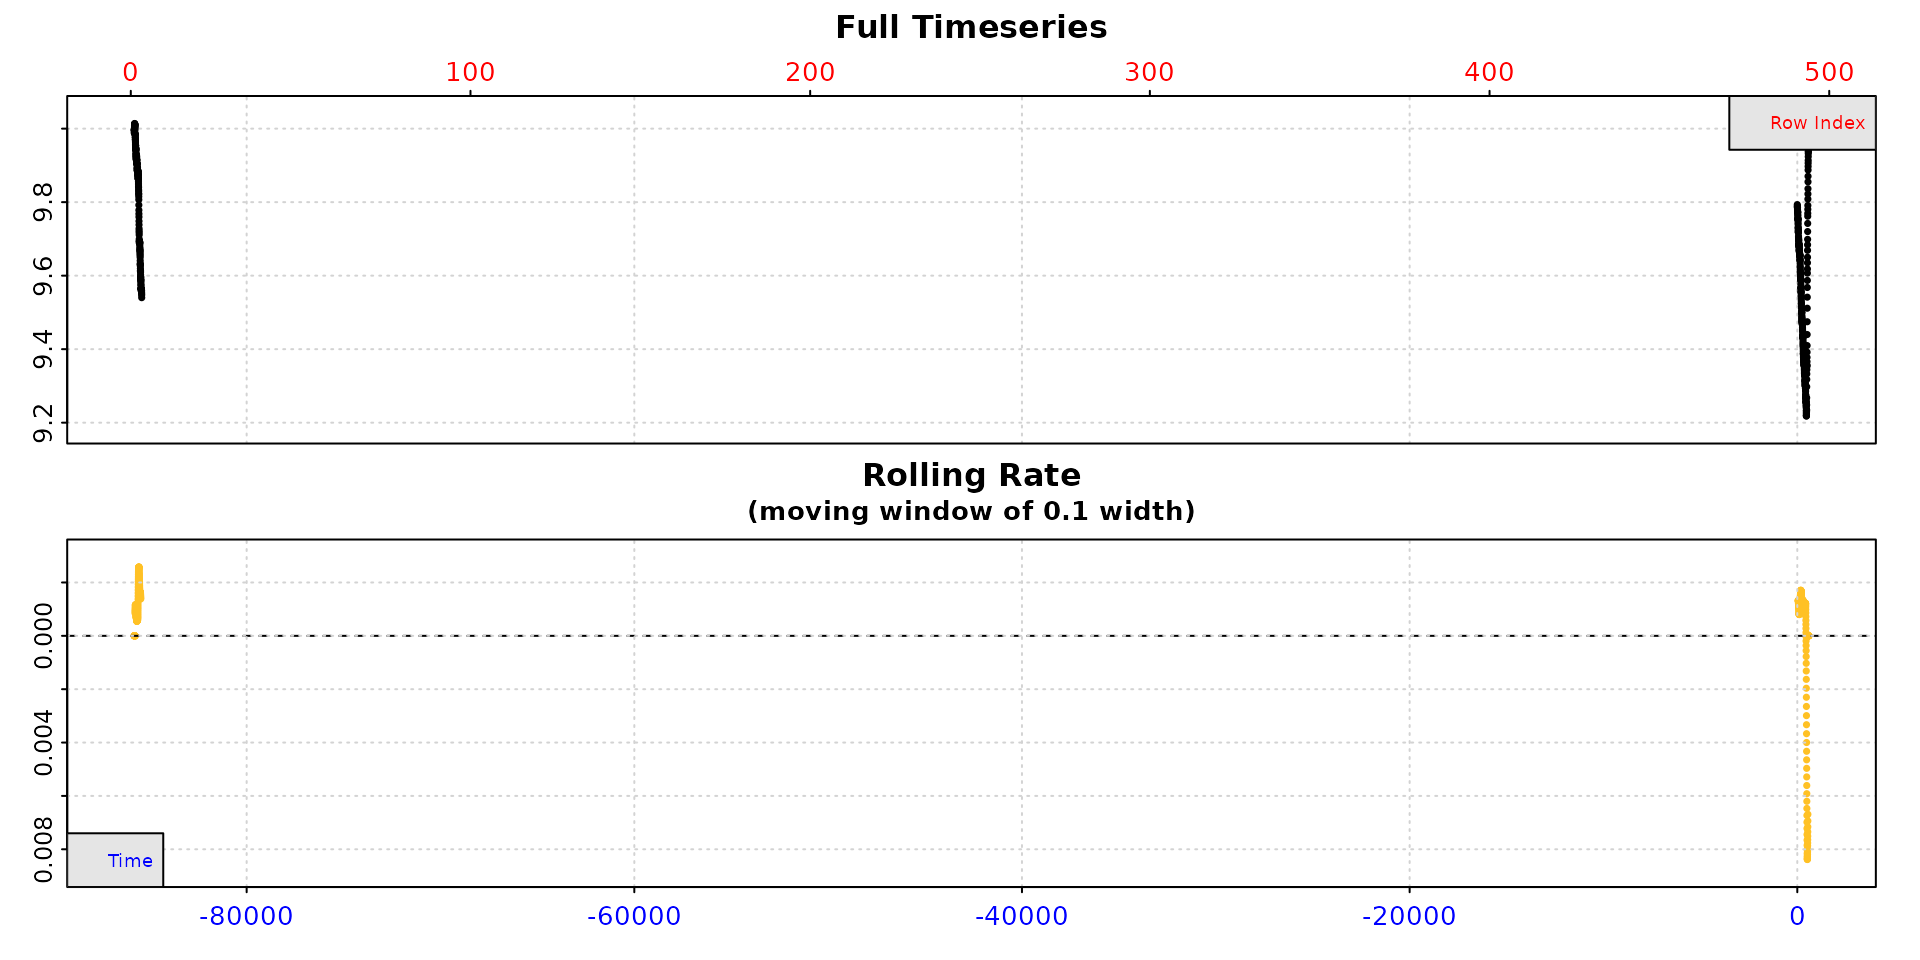 Full Timeseries
0 100 200 300 400 500
Row Index
9.8
9.6
9.4
9.2
Rolling Rate
(moving window of 0.1 width)
0.000
0.004
0.008
Time
-80000 -60000 -40000 -20000 0